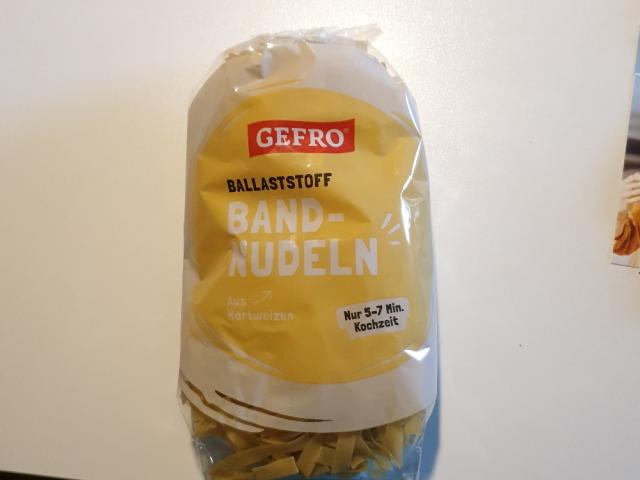 GEFRO®
BALLASTSTOFF
BAND-
NUDELN
Aus
Hartweizen
Nur 5-7 Min.
Kochzeit